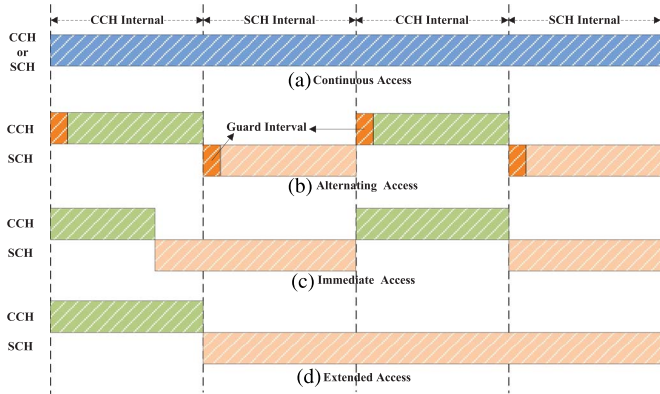 CCH Internal SCH Internal CCH Internal SCH Internal
CCH
or
SCH
(a) Continuous Access
CCH
Guard Interval
SCH
(b) Alternating Access
CCH
SCH
(c) Immediate Access
CCH
SCH
(d) Extended Access